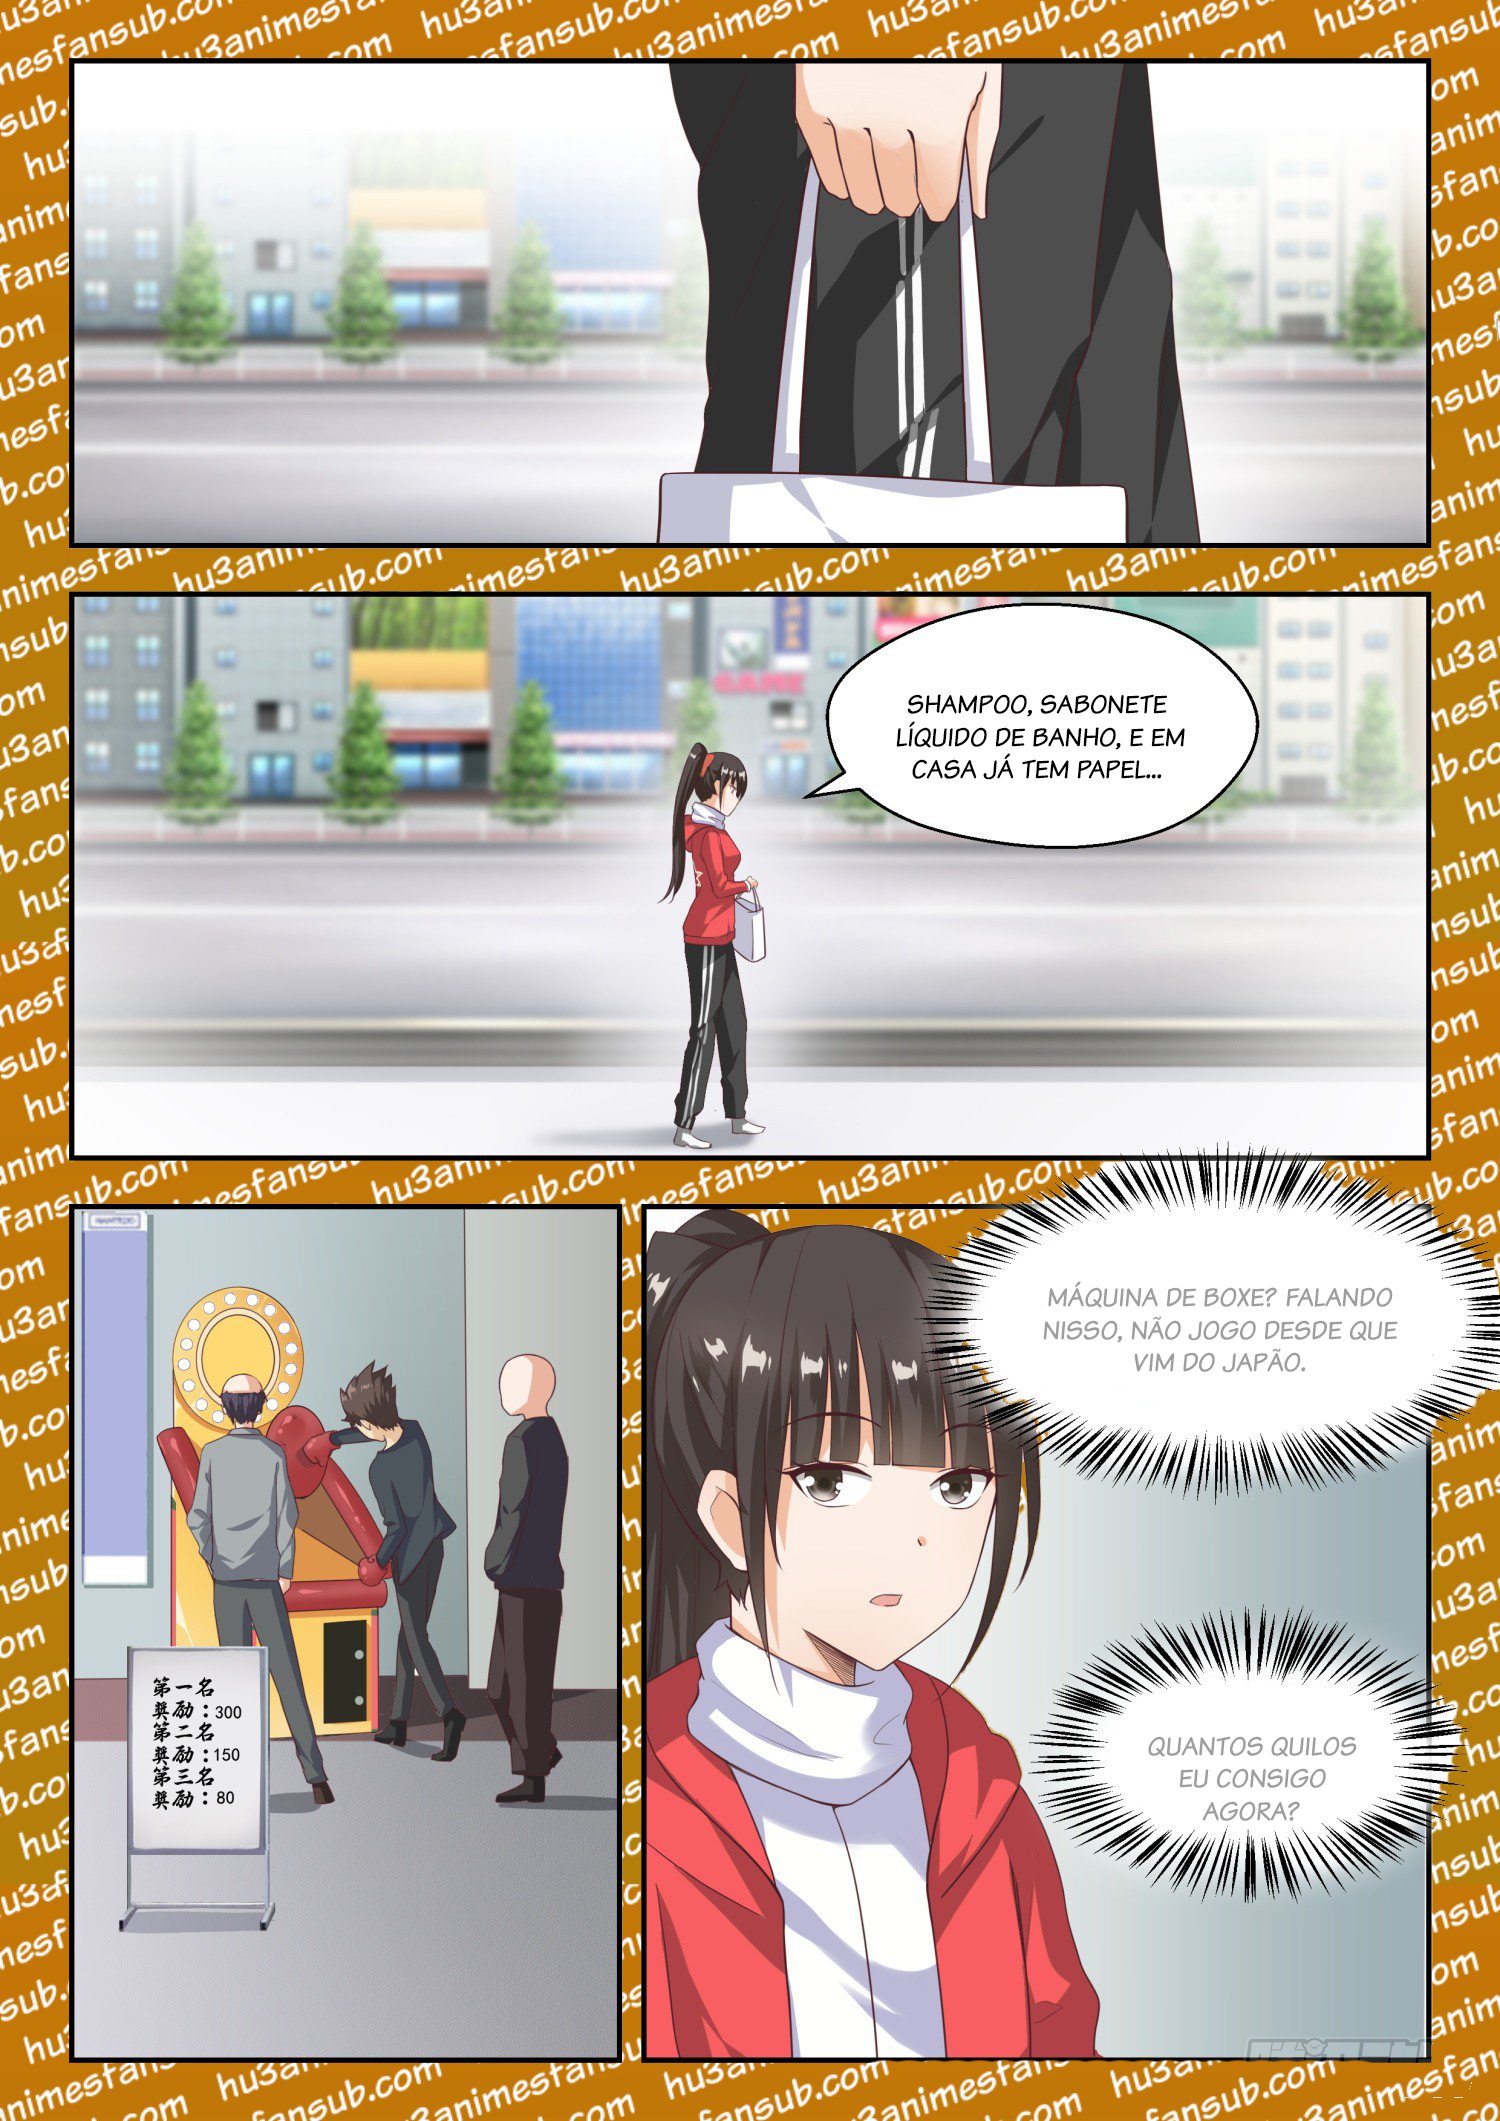 hu3animesfansub.com
GAME
SHAMPOO, SABONETE
LÍQUIDO DE BANHO, E EM
CASA JÁ TEM PAPEL...
第一名
奖励：300
第二名
奖励：150
第三名
奖励：80
MÁQUINA DE BOXE? FALANDO
NISSO, NÃO JOGO DESDE QUE
VIM DO JAPÃO.
QUANTOS QUILOS
EU CONSIGO
AGORA?